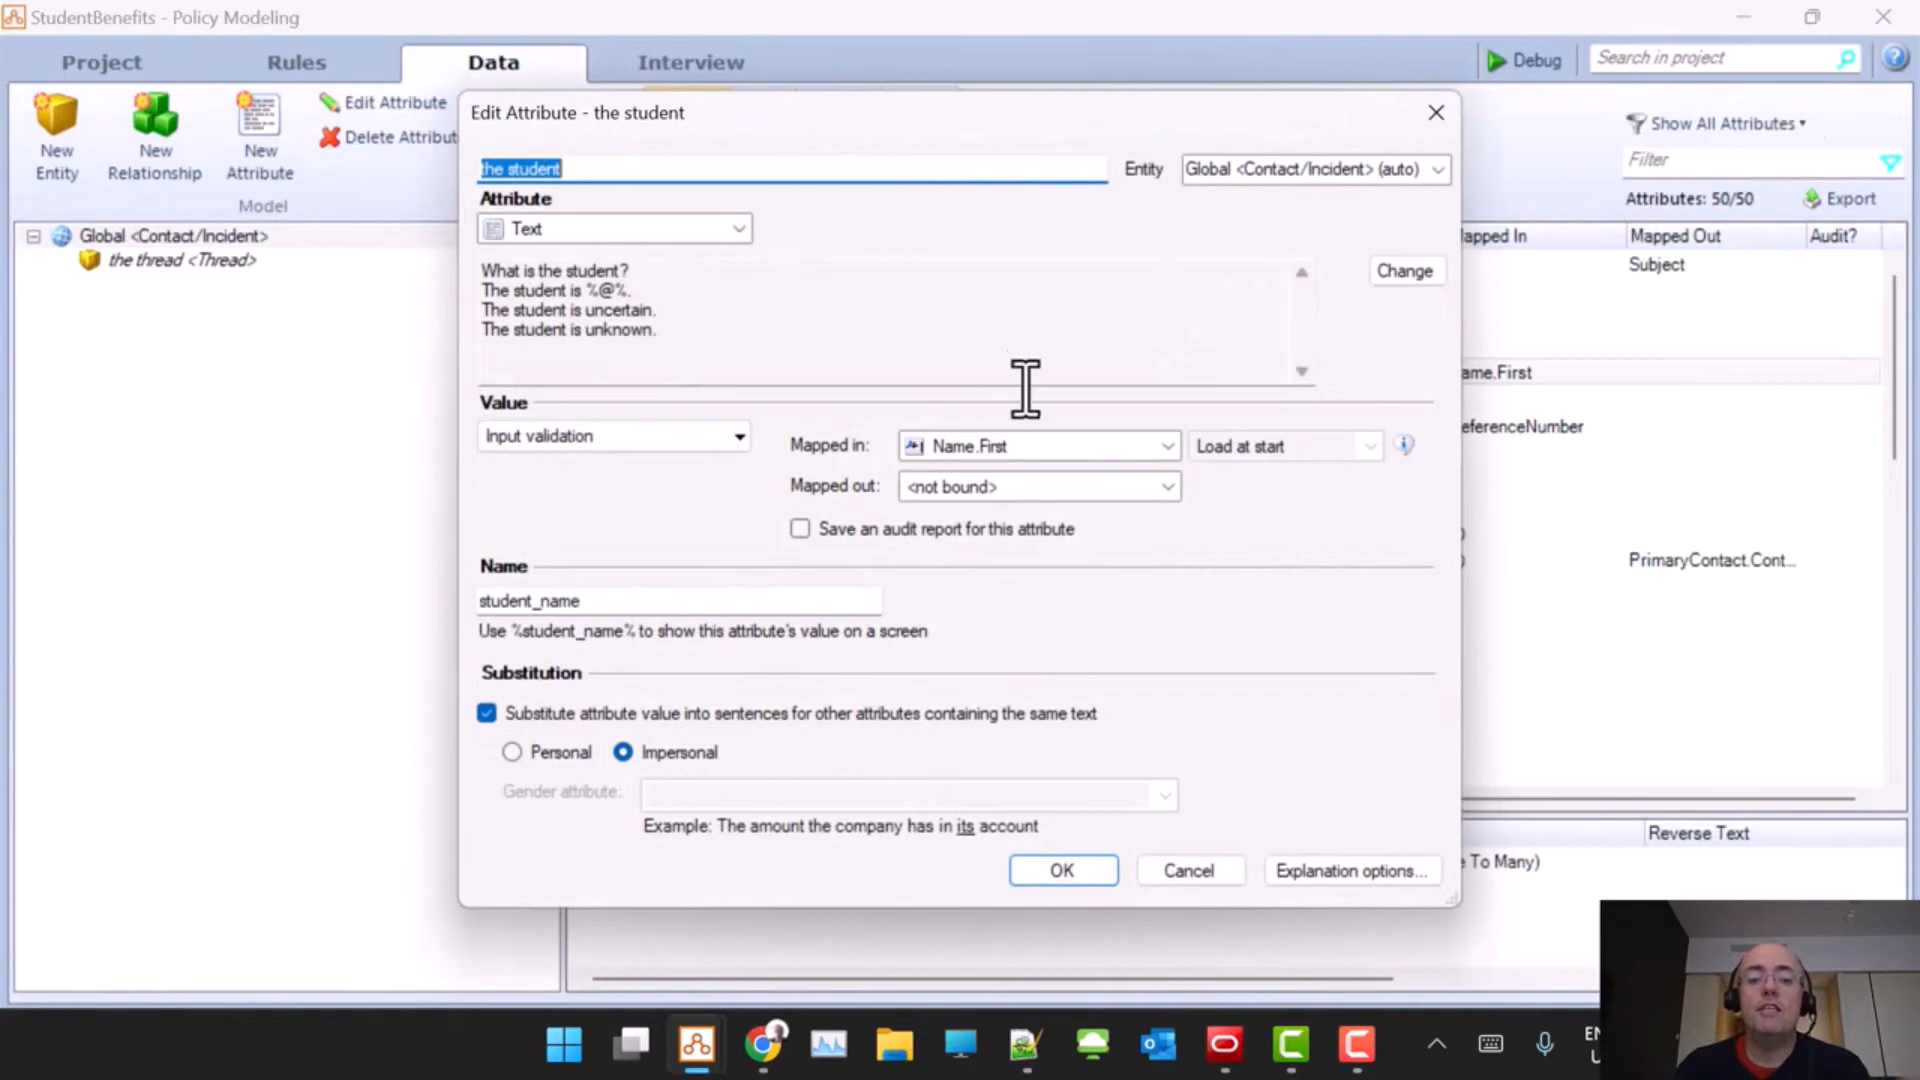 StudentBenefits - Policy Modeling
Project
Rules
Data
Interview
Debug
Search in project
New Entity
New Relationship
New Attribute
Edit Attribute
Delete Attribut
Model
Show All Attributes
Filter
Attributes: 50/50
Export
Global <Contact/Incident>
the thread <Thread>
Edit Attribute - the student
the student
Entity
Global <Contact/Incident> (auto)
Attribute
Text
What is the student?
The student is %@%.
The student is uncertain.
The student is unknown.
Change
Value
Input validation
Mapped in:
Name.First
Load at start
Mapped out:
<not bound>
Save an audit report for this attribute
Name
student_name
Use %student_name% to show this attribute's value on a screen
Substitution
Substitute attribute value into sentences for other attributes containing the same text
Personal
Impersonal
Gender attribute:
Example: The amount the company has in its account
OK
Cancel
Explanation options...
apped In
Mapped Out
Audit?
Subject
ame.First
eferenceNumber
PrimaryContact.Cont...
Reverse Text
e To Many)
EN
U